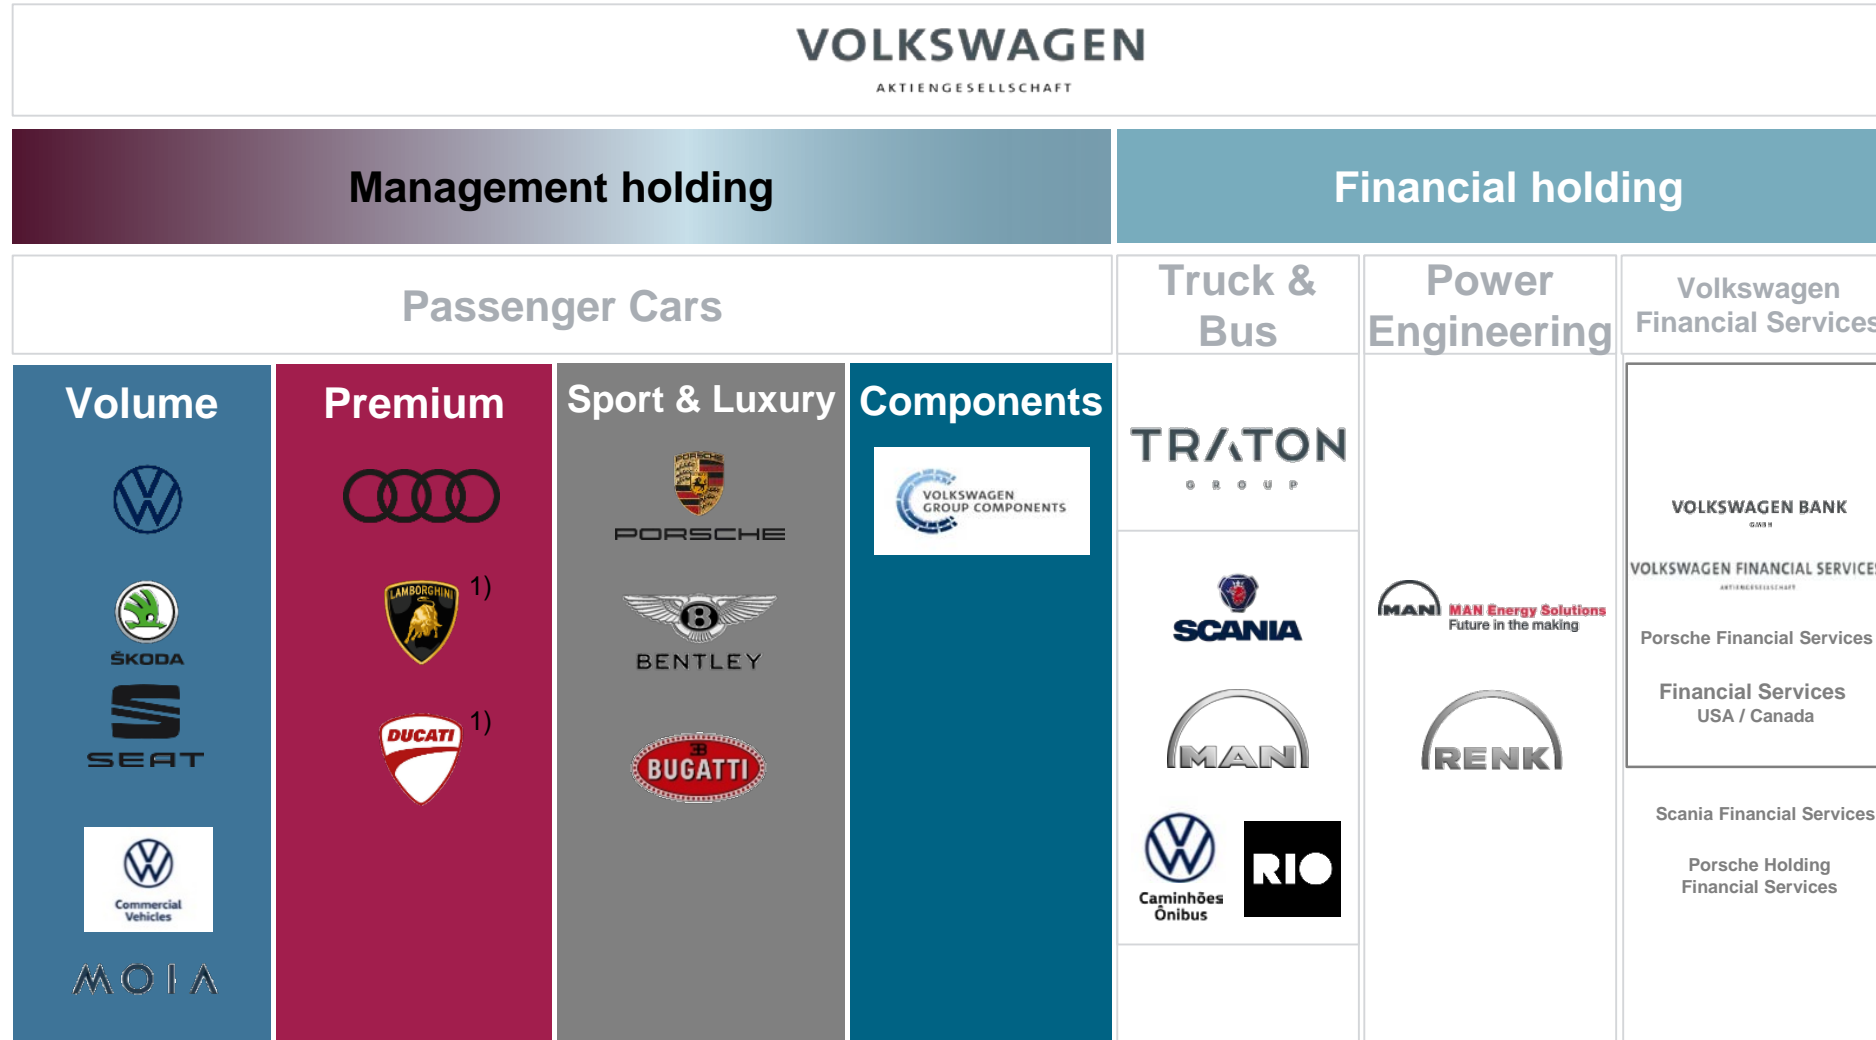 VOLKSWAGEN
AKTIENGESELLSCHAFT
Management holding
Financial holding
Passenger Cars
Truck &
Bus
Power
Engineering
Volkswagen
Financial Services
Volume
ŠKODA
SEAT
Commercial
Vehicles
MOIA
Premium
LAMBORGHINI 1)
DUCATI 1)
Sport & Luxury
PORSCHE
PORSCHE
B
BENTLEY
BUGATTI
Components
VOLKSWAGEN
GROUP COMPONENTS
TRATON
GROUP
SCANIA
MAN
Caminhões
Ônibus
RIO
MAN MAN Energy Solutions
Future in the making
RENK
VOLKSWAGEN BANK
GMBH
VOLKSWAGEN FINANCIAL SERVICES
AKTIENGESELLSCHAFT
Porsche Financial Services
Financial Services
USA / Canada
Scania Financial Services
Porsche Holding
Financial Services